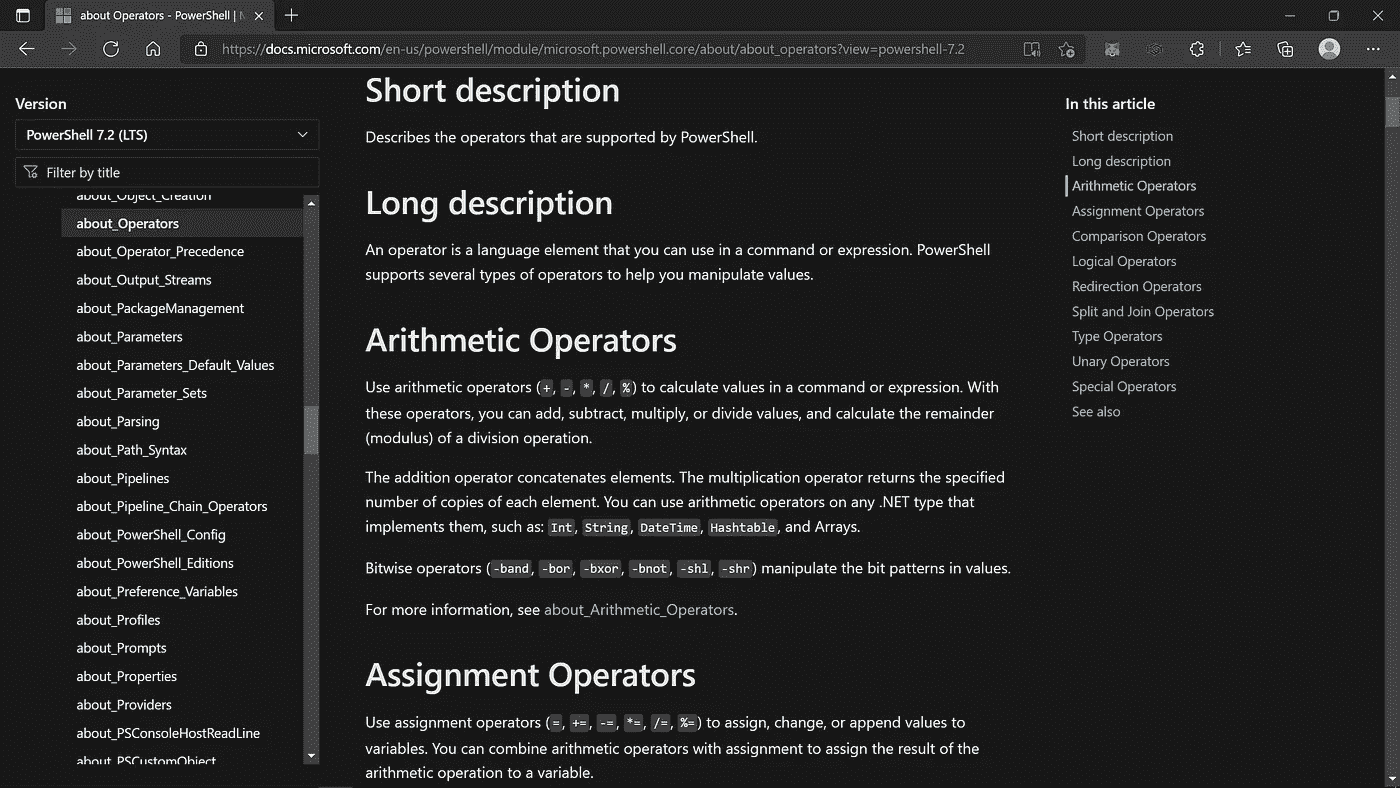 about Operators - PowerShell |
https://docs.microsoft.com/en-us/powershell/module/microsoft.powershell.core/about/about_operators?view=powershell-7.2
Version
PowerShell 7.2 (LTS)
Filter by title
about_Object_Creation
about_Operators
about_Operator_Precedence
about_Output_Streams
about_PackageManagement
about_Parameters
about_Parameters_Default_Values
about_Parameter_Sets
about_Parsing
about_Path_Syntax
about_Pipelines
about_Pipeline_Chain_Operators
about_PowerShell_Config
about_PowerShell_Editions
about_Preference_Variables
about_Profiles
about_Prompts
about_Properties
about_Providers
about_PSConsoleHostReadLine
about_PSCustomObject
Short description
Describes the operators that are supported by PowerShell.
Long description
An operator is a language element that you can use in a command or expression. PowerShell
supports several types of operators to help you manipulate values.
Arithmetic Operators
Use arithmetic operators (+, -, *, /, %) to calculate values in a command or expression. With
these operators, you can add, subtract, multiply, or divide values, and calculate the remainder
(modulus) of a division operation.
The addition operator concatenates elements. The multiplication operator returns the specified
number of copies of each element. You can use arithmetic operators on any .NET type that
implements them, such as: Int, String, DateTime, Hashtable, and Arrays.
Bitwise operators (-band, -bor, -bxor, -bnot, -shl, -shr) manipulate the bit patterns in values.
For more information, see about_Arithmetic_Operators.
Assignment Operators
Use assignment operators (=, +=, -=, *=, /=, %=) to assign, change, or append values to
variables. You can combine arithmetic operators with assignment to assign the result of the
arithmetic operation to a variable.
In this article
Short description
Long description
Arithmetic Operators
Assignment Operators
Comparison Operators
Logical Operators
Redirection Operators
Split and Join Operators
Type Operators
Unary Operators
Special Operators
See also